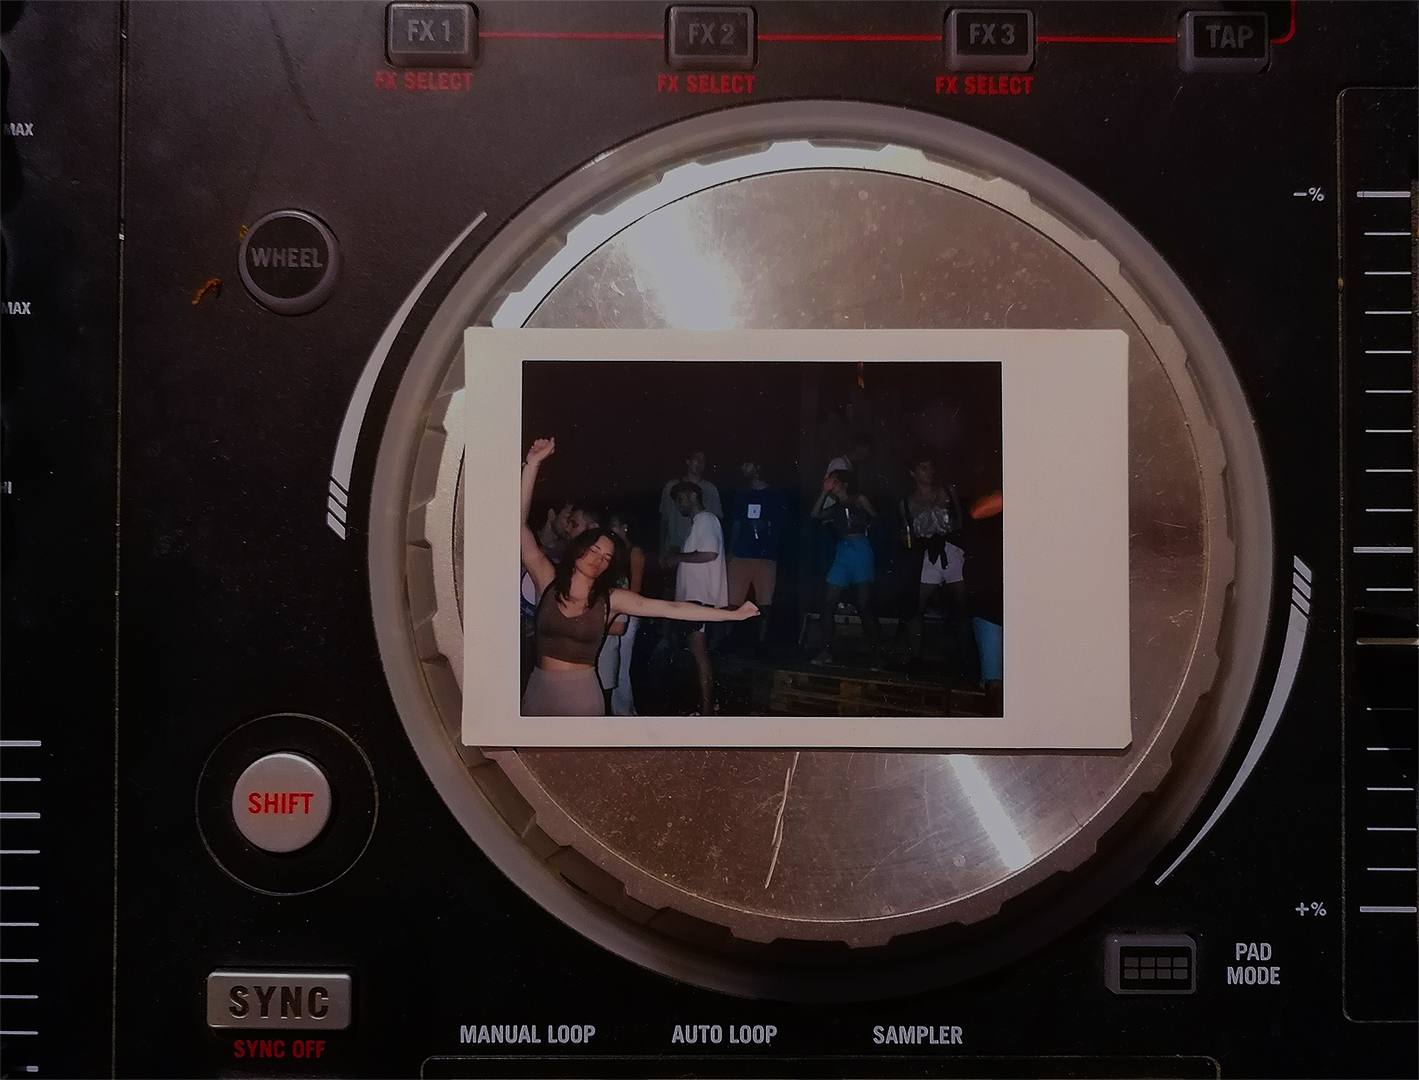 FX 1
FX 2
FX 3
TAP
FX SELECT
FX SELECT
FX SELECT
MAX
-%
WHEEL
MAX
HI
SHIFT
+%
PAD
MODE
SYNC
SYNC OFF
MANUAL LOOP
AUTO LOOP
SAMPLER